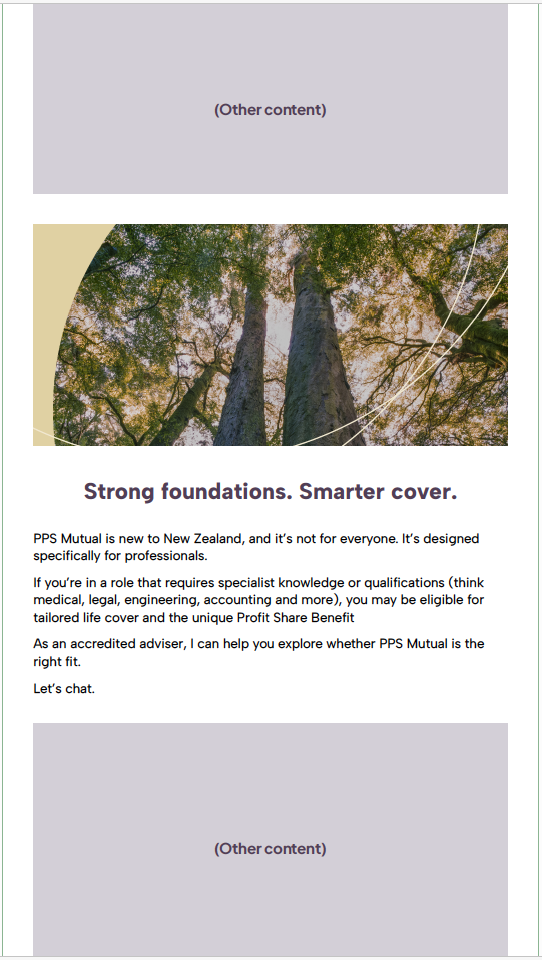 (Other content)
Strong foundations. Smarter cover.
PPS Mutual is new to New Zealand, and it’s not for everyone. It’s designed
specifically for professionals.
If you’re in a role that requires specialist knowledge or qualifications (think
medical, legal, engineering, accounting and more), you may be eligible for
tailored life cover and the unique Profit Share Benefit
As an accredited adviser, I can help you explore whether PPS Mutual is the
right fit.
Let’s chat.
(Other content)